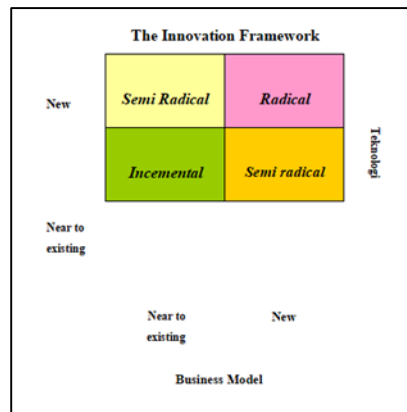 The Innovation Framework
New
Semi Radical
Radical
Teknologi
Incemental
Semi radical
Near to
existing
Near to
existing
New
Business Model